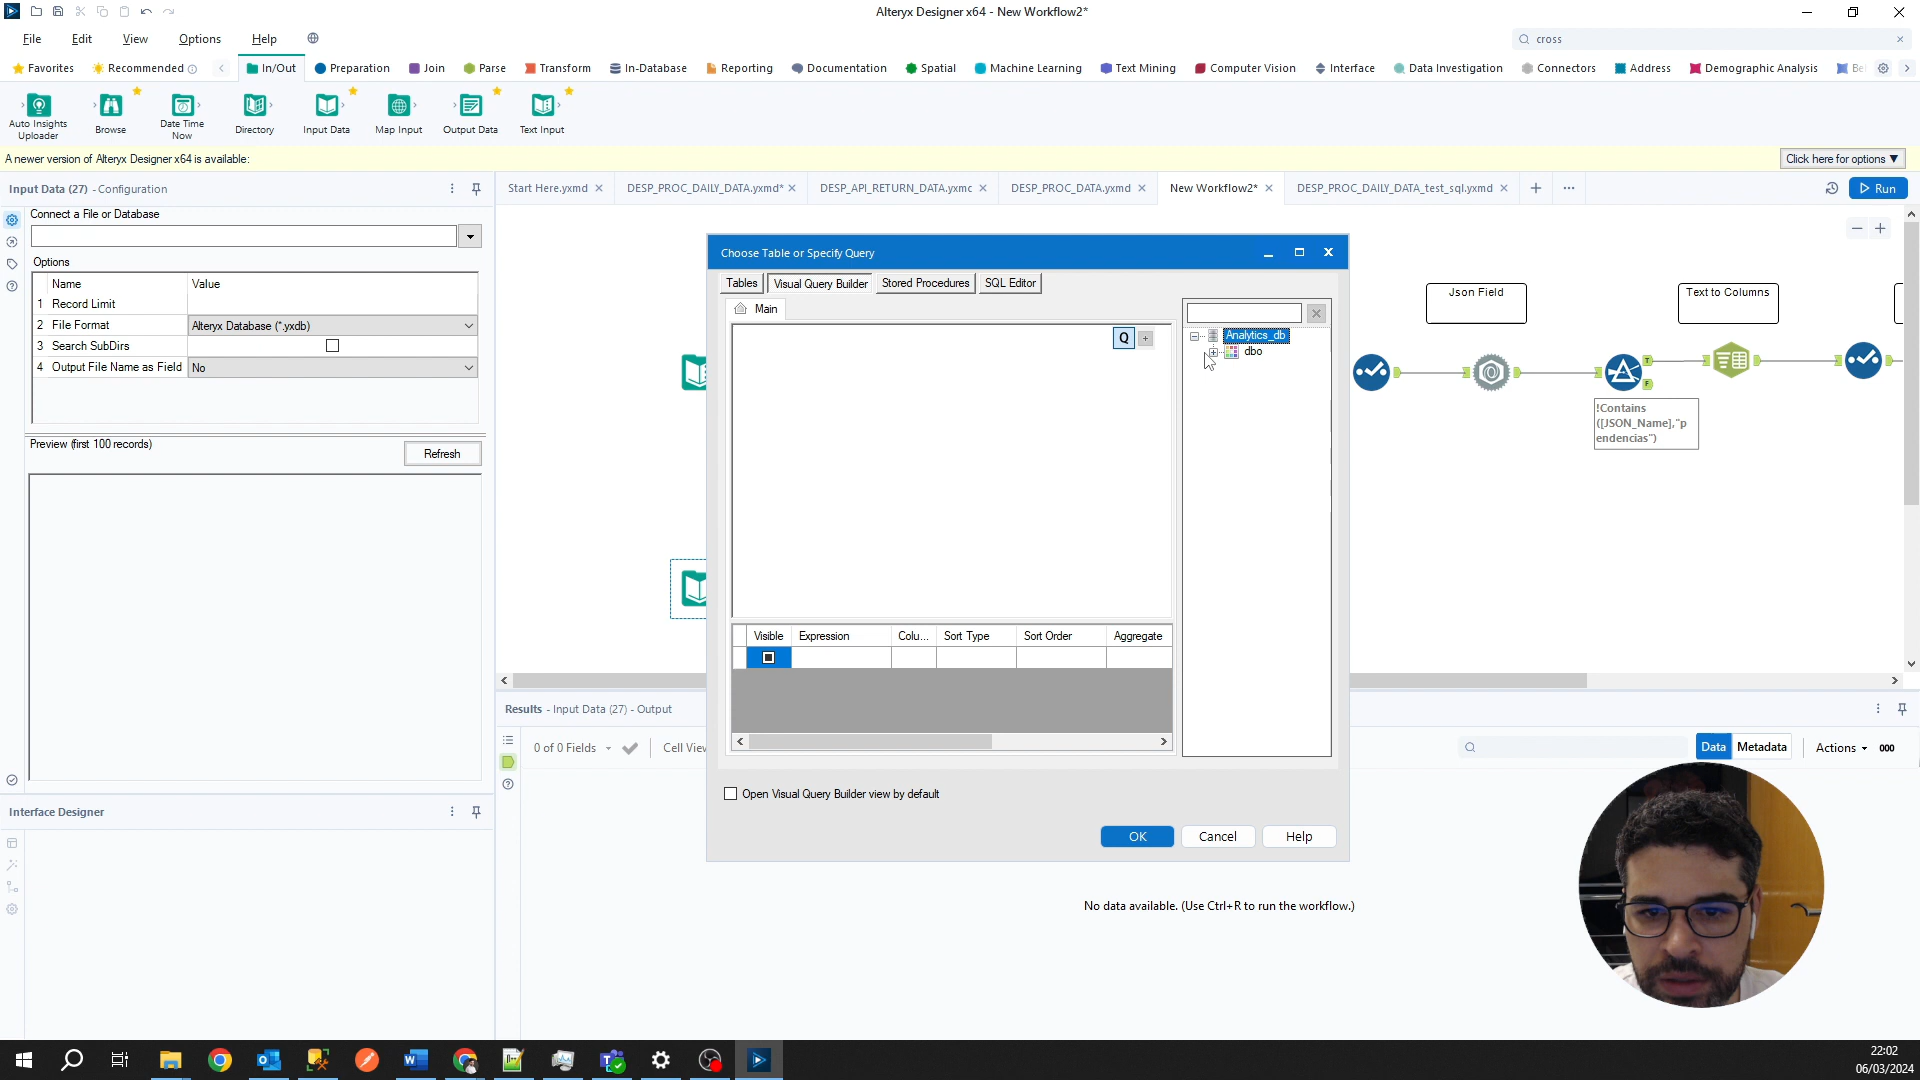 Alteryx Designer x64 - New Workflow2*
File Edit View Options Help
cross
Favorites Recommended In/Out Preparation Join Parse Transform In-Database Reporting Documentation Spatial Machine Learning Text Mining Computer Vision Interface Data Investigation Connectors Address Demographic Analysis Be
Auto Insights
Uploader
Browse
Date Time
Now
Directory
Input Data
Map Input
Output Data
Text Input
A newer version of Alteryx Designer x64 is available:
Click here for options ▼
Input Data (27) - Configuration
Start Here.yxmd
DESP_PROC_DAILY_DATA.yxmd*
DESP_API_RETURN_DATA.yxmc
DESP_PROC_DATA.yxmd
New Workflow2*
DESP_PROC_DAILY_DATA_test_sql.yxmd
Run
Connect a File or Database
Options
Name Value
1 Record Limit
2 File Format Alteryx Database (*.yxdb)
3 Search SubDirs
4 Output File Name as Field No
Preview (first 100 records)
Refresh
Interface Designer
Choose Table or Specify Query
Tables Visual Query Builder Stored Procedures SQL Editor
Main
Q
Analytics_db
dbo
Visible Expression Colu... Sort Type Sort Order Aggregate
Open Visual Query Builder view by default
OK Cancel Help
Json Field
Text to Columns
T
F
!Contains
([JSON_Name],"p
endencias")
Results - Input Data (27) - Output
0 of 0 Fields
Cell View
Data Metadata Actions 000
No data available. (Use Ctrl+R to run the workflow.)
22:02
06/03/2024